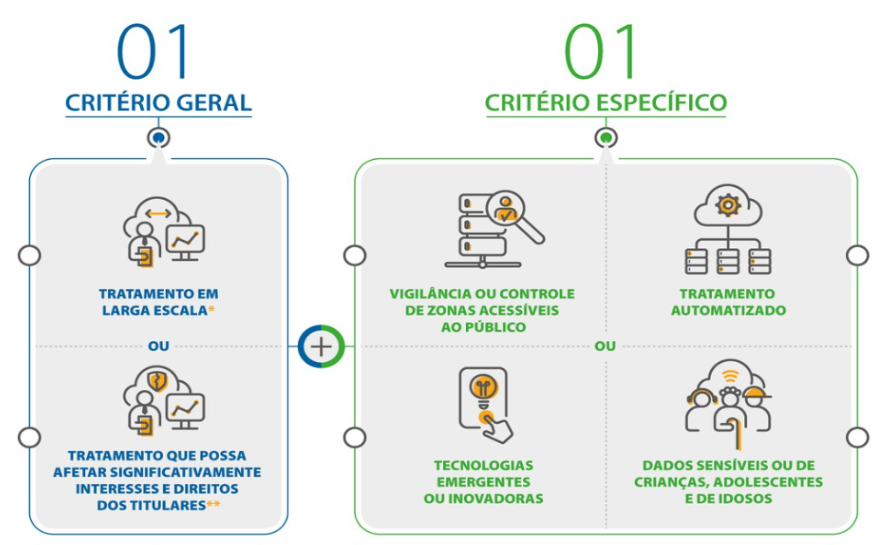 01
CRITÉRIO GERAL
TRATAMENTO EM
LARGA ESCALA*
OU
TRATAMENTO QUE POSSA
AFETAR SIGNIFICATIVAMENTE
INTERESSES E DIREITOS
DOS TITULARES**
+
01
CRITÉRIO ESPECÍFICO
VIGILÂNCIA OU CONTROLE
DE ZONAS ACESSÍVEIS
AO PÚBLICO
TRATAMENTO
AUTOMATIZADO
OU
TECNOLOGIAS
EMERGENTES
OU INOVADORAS
DADOS SENSÍVEIS OU DE
CRIANÇAS, ADOLESCENTES
E DE IDOSOS